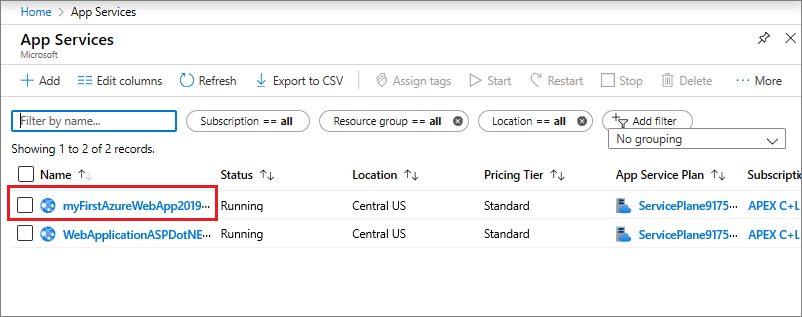 Home > App Services
App Services
Microsoft
Add Edit columns Refresh Export to CSV Assign tags Start Restart Stop Delete ··· More
Filter by name... Subscription == all Resource group == all Location == all Add filter
No grouping
Showing 1 to 2 of 2 records.
Name Status Location Pricing Tier App Service Plan Subscriptio
myFirstAzureWebApp2019··· Running Central US Standard ServicePlane9175··· APEX C+L
WebApplicationASPDotNE··· Running Central US Standard ServicePlane9175··· APEX C+L